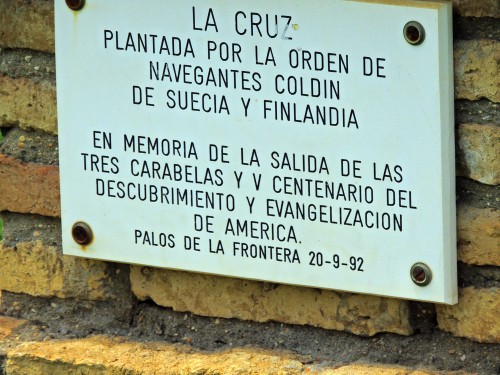 LA CRUZ
PLANTADA POR LA ORDEN DE
NAVEGANTES COLDIN
DE SUECIA Y FINLANDIA
EN MEMORIA DE LA SALIDA DE LAS
TRES CARABELAS Y V CENTENARIO DEL
DESCUBRIMIENTO Y EVANGELIZACION
DE AMERICA.
PALOS DE LA FRONTERA 20-9-92